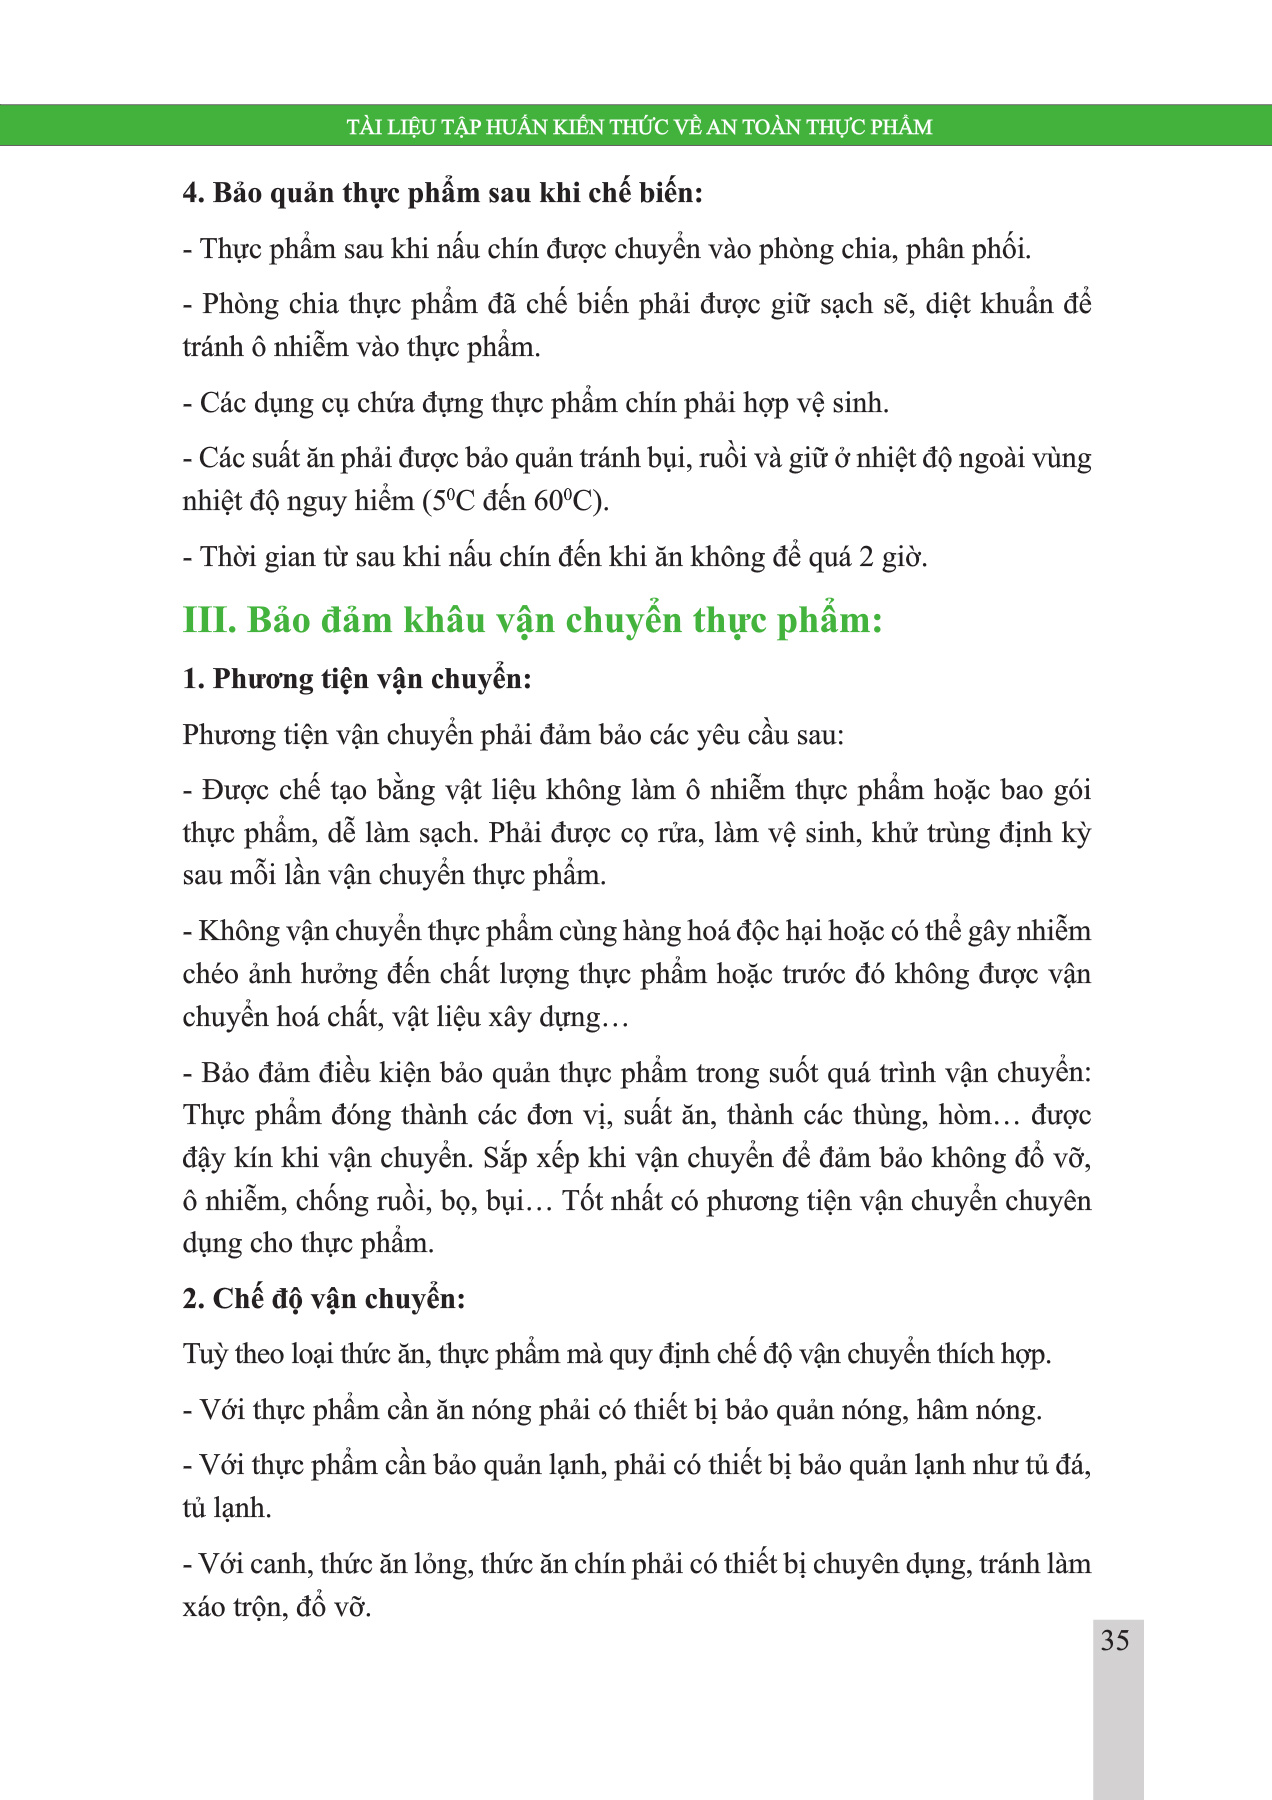 TÀI LIỆU TẬP HUẤN KIẾN THỨC VỀ AN TOÀN THỰC PHẨM
4. Bảo quản thực phẩm sau khi chế biến:
- Thực phẩm sau khi nấu chín được chuyển vào phòng chia, phân phối.
- Phòng chia thực phẩm đã chế biến phải được giữ sạch sẽ, diệt khuẩn để
tránh ô nhiễm vào thực phẩm.
- Các dụng cụ chứa đựng thực phẩm chín phải hợp vệ sinh.
- Các suất ăn phải được bảo quản tránh bụi, ruồi và giữ ở nhiệt độ ngoài vùng
nhiệt độ nguy hiểm (5⁰C đến 60⁰C).
- Thời gian từ sau khi nấu chín đến khi ăn không để quá 2 giờ.
III. Bảo đảm khâu vận chuyển thực phẩm:
1. Phương tiện vận chuyển:
Phương tiện vận chuyển phải đảm bảo các yêu cầu sau:
- Được chế tạo bằng vật liệu không làm ô nhiễm thực phẩm hoặc bao gói
thực phẩm, dễ làm sạch. Phải được cọ rửa, làm vệ sinh, khử trùng định kỳ
sau mỗi lần vận chuyển thực phẩm.
- Không vận chuyển thực phẩm cùng hàng hoá độc hại hoặc có thể gây nhiễm
chéo ảnh hưởng đến chất lượng thực phẩm hoặc trước đó không được vận
chuyển hoá chất, vật liệu xây dựng…
- Bảo đảm điều kiện bảo quản thực phẩm trong suốt quá trình vận chuyển:
Thực phẩm đóng thành các đơn vị, suất ăn, thành các thùng, hòm… được
đậy kín khi vận chuyển. Sắp xếp khi vận chuyển để đảm bảo không đổ vỡ,
ô nhiễm, chống ruồi, bọ, bụi… Tốt nhất có phương tiện vận chuyển chuyên
dụng cho thực phẩm.
2. Chế độ vận chuyển:
Tuỳ theo loại thức ăn, thực phẩm mà quy định chế độ vận chuyển thích hợp.
- Với thực phẩm cần ăn nóng phải có thiết bị bảo quản nóng, hâm nóng.
- Với thực phẩm cần bảo quản lạnh, phải có thiết bị bảo quản lạnh như tủ đá,
tủ lạnh.
- Với canh, thức ăn lỏng, thức ăn chín phải có thiết bị chuyên dụng, tránh làm
xáo trộn, đổ vỡ.
35